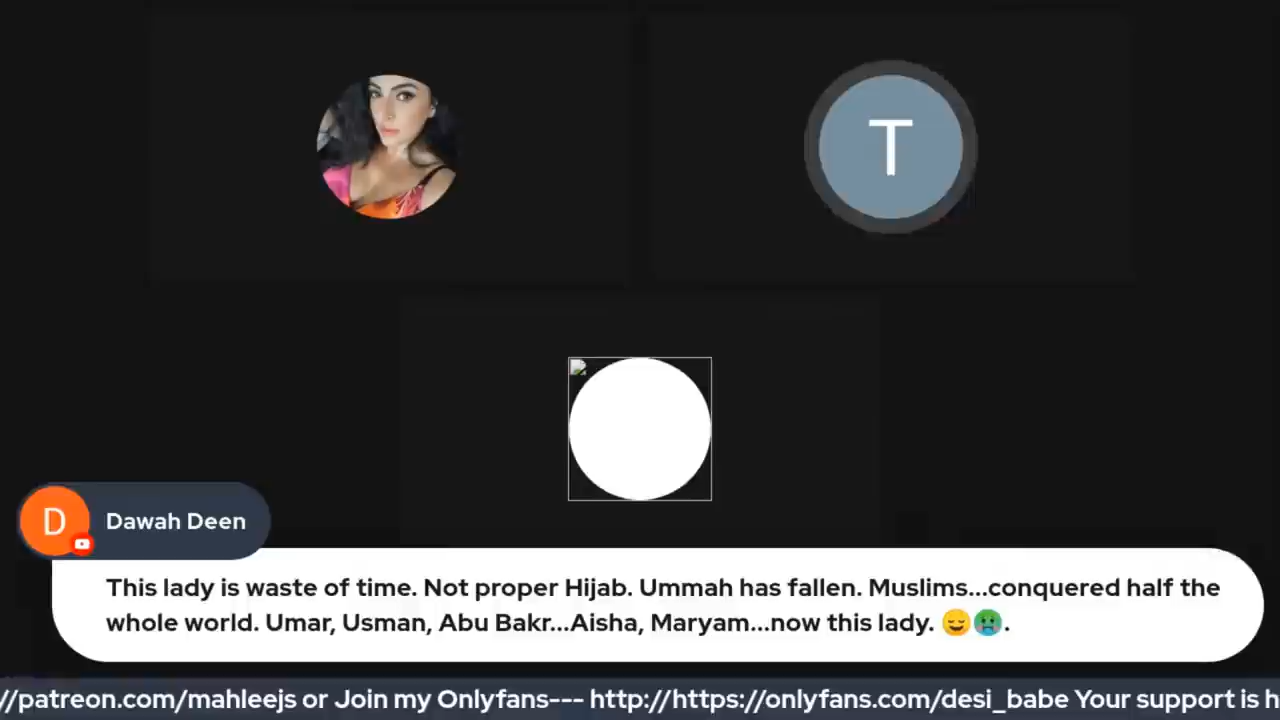 T
D
Dawah Deen
This lady is waste of time. Not proper Hijab. Ummah has fallen. Muslims...conquered half the
whole world. Umar, Usman, Abu Bakr...Aisha, Maryam...now this lady. 😌🤢.
//patreon.com/mahleejs or Join my Onlyfans--- http://https://onlyfans.com/desi_babe Your support is h